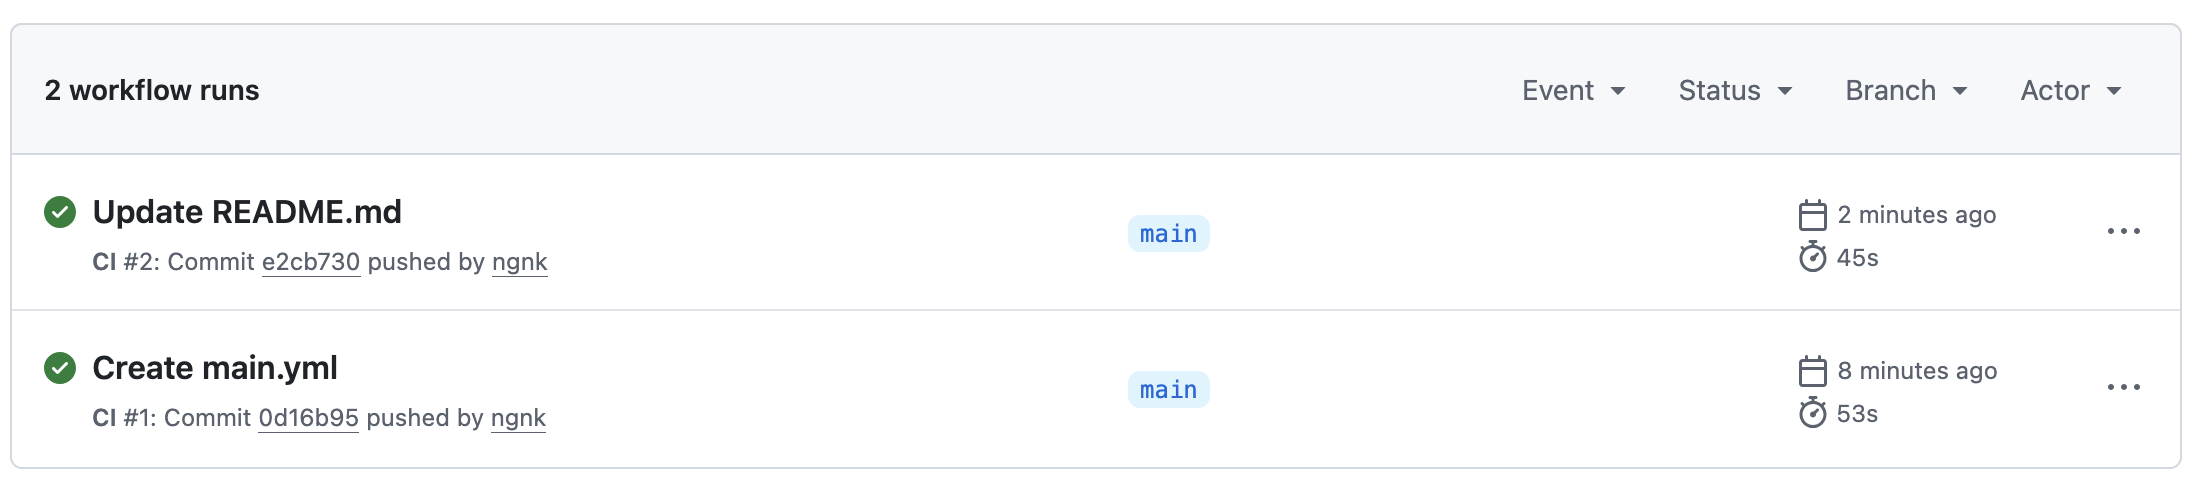 2 workflow runs
Event Status Branch Actor
Update README.md
CI #2: Commit e2cb730 pushed by ngnk
main
2 minutes ago
45s
Create main.yml
CI #1: Commit 0d16b95 pushed by ngnk
main
8 minutes ago
53s